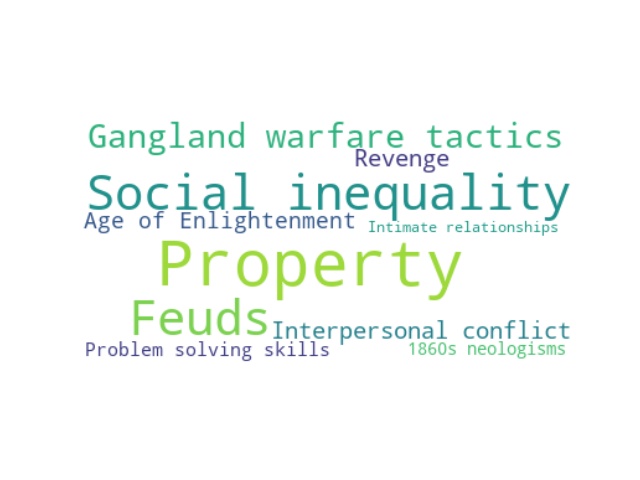 Gangland warfare tactics
Revenge
Social inequality
Age of Enlightenment
Intimate relationships
Property
Feuds
Interpersonal conflict
Problem solving skills
1860s neologisms